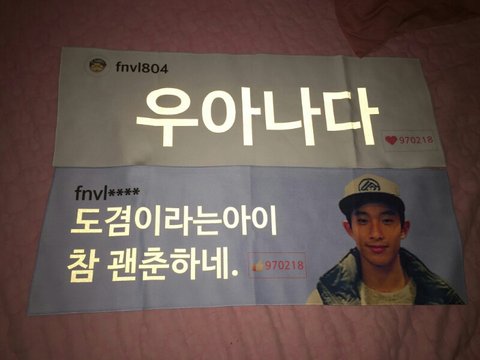 fnvl804
우아나다
970218
fnvl****
도겸이라는아이
참 괜춘하네.
970218